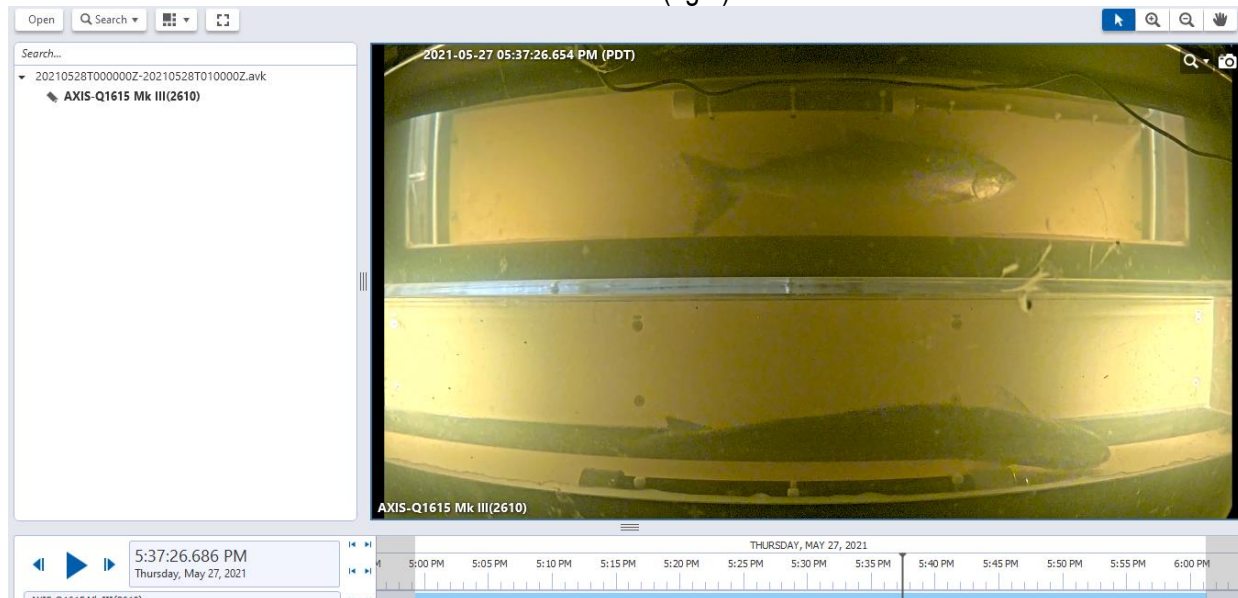 Open Search
Search...
20210528T000000Z-20210528T010000Z.avk
AXIS-Q1615 Mk III(2610)
2021-05-27 05:37:26.654 PM (PDT)
AXIS-Q1615 Mk III(2610)
5:37:26.686 PM
Thursday, May 27, 2021
THURSDAY, MAY 27, 2021
5:00 PM 5:05 PM 5:10 PM 5:15 PM 5:20 PM 5:25 PM 5:30 PM 5:35 PM 5:40 PM 5:45 PM 5:50 PM 5:55 PM 6:00 PM